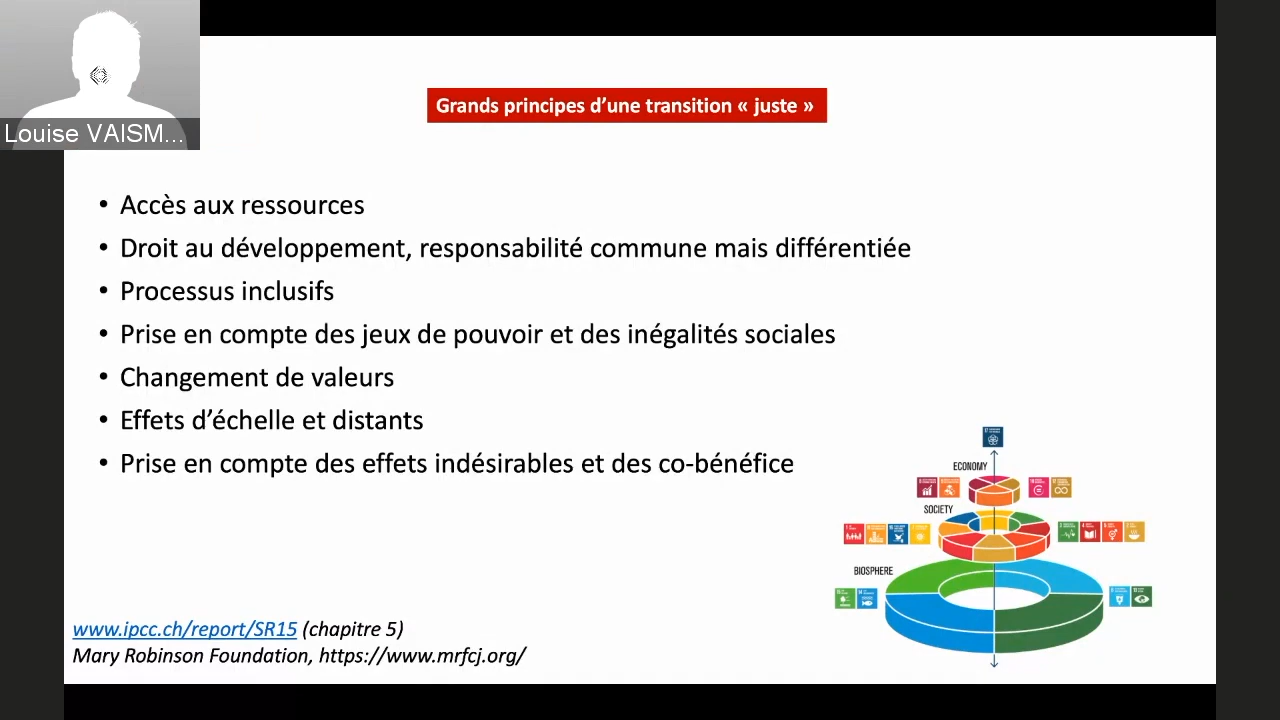 Louise VAISM...
Grands principes d’une transition « juste »
• Accès aux ressources
• Droit au développement, responsabilité commune mais différentiée
• Processus inclusifs
• Prise en compte des jeux de pouvoir et des inégalités sociales
• Changement de valeurs
• Effets d’échelle et distants
• Prise en compte des effets indésirables et des co-bénéfice
ECONOMY
SOCIETY
BIOSPHERE
www.ipcc.ch/report/SR15 (chapitre 5)
Mary Robinson Foundation, https://www.mrfcj.org/